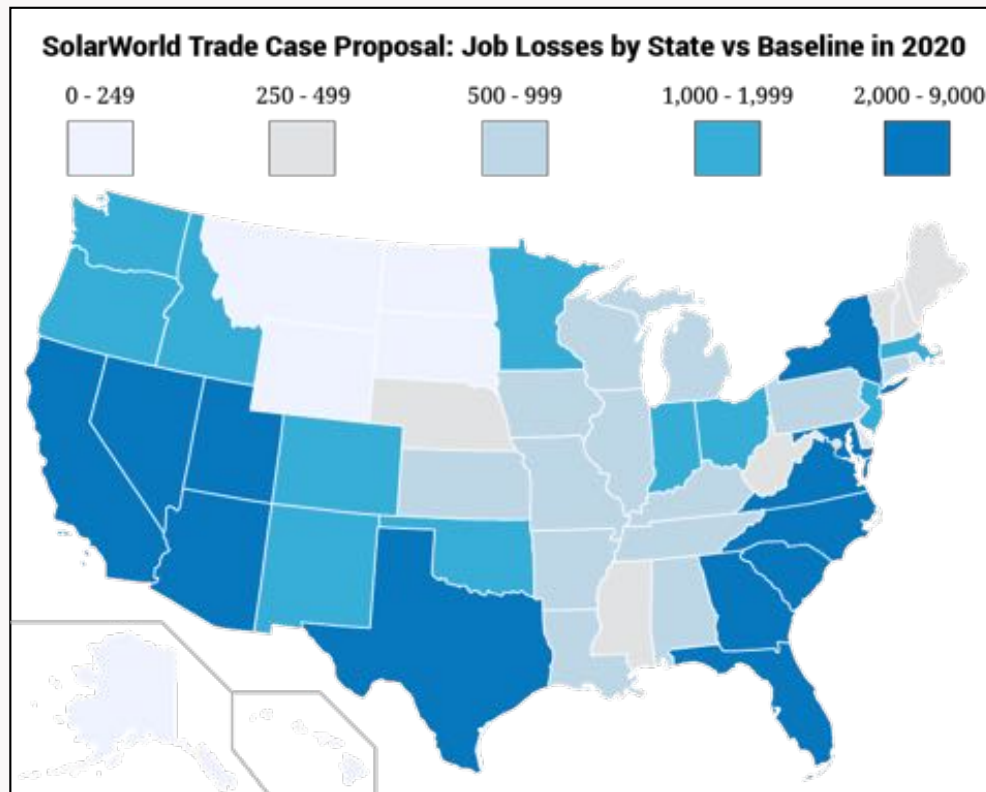 SolarWorld Trade Case Proposal: Job Losses by State vs Baseline in 2020
0 - 249 250 - 499 500 - 999 1,000 - 1,999 2,000 - 9,000